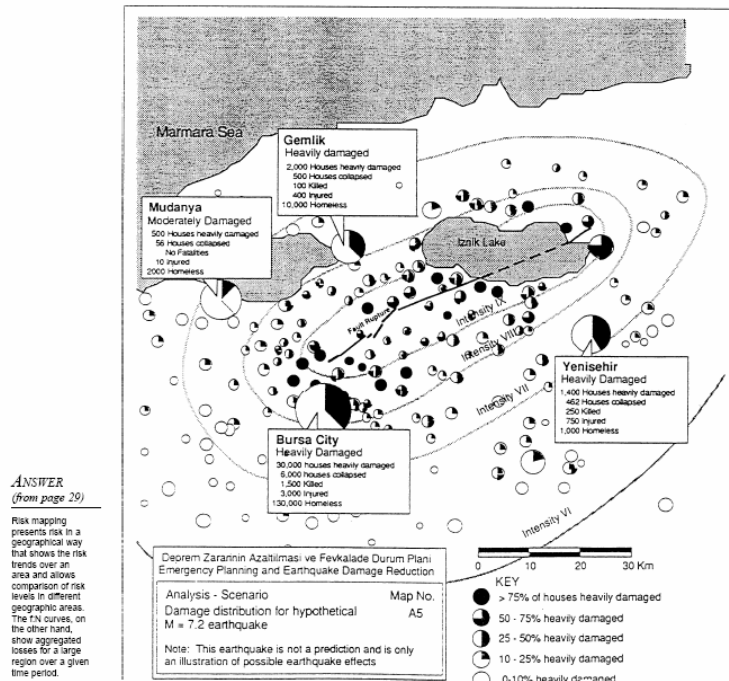 Marmara Sea
Gemlik
Heavily damaged
2,000 Houses heavily damaged
500 Houses collapsed
100 Killed
400 Injured
10,000 Homeless
Mudanya
Moderately Damaged
500 Houses heavily damaged
56 Houses collapsed
No Fatalities
10 Injured
2000 Homeless
Iznik Lake
Fault Rupture
Intensity IX
Intensity VIII
Intensity VII
Intensity VI
Yenisehir
Heavily Damaged
1,400 Houses heavily damaged
462 Houses collapsed
250 Killed
750 Injured
1,000 Homeless
Bursa City
Heavily Damaged
30,000 houses heavily damaged
6,000 houses collapsed
1,500 Killed
3,000 Injured
130,000 Homeless
ANSWER
(from page 29)
Risk mapping
presents risk in a
geographical way
that shows the risk
trends over an
area and allows
comparison of risk
levels in different
geographic areas.
The f:N curves, on
the other hand,
show aggregated
losses for a large
region over a given
time period.
Deprem Zararinin Azaltilmasi ve Fevkalade Durum Plani
Emergency Planning and Earthquake Damage Reduction
Analysis - Scenario Map No.
Damage distribution for hypothetical A5
M = 7.2 earthquake
Note: This earthquake is not a prediction and is only
an illustration of possible earthquake effects
0 10 20 30 Km
KEY
> 75% of houses heavily damaged
50 - 75% heavily damaged
25 - 50% heavily damaged
10 - 25% heavily damaged
0-10% heavily damaged